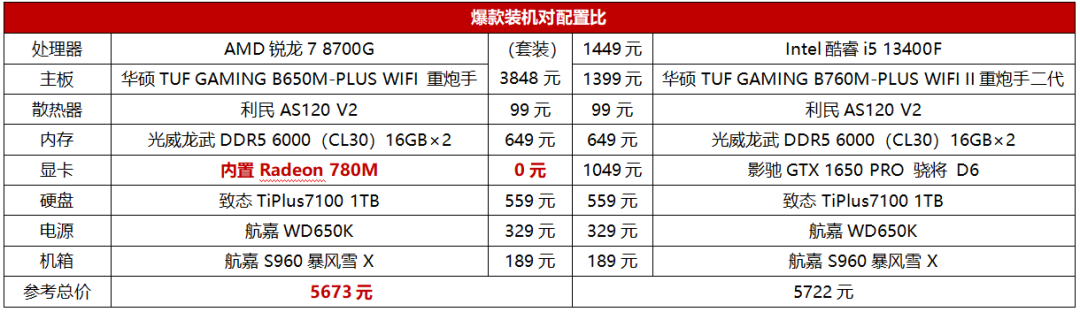 爆款装机对配置比
处理器 AMD 锐龙 7 8700G （套装） 1449 元 Intel 酷睿 i5 13400F
主板 华硕 TUF GAMING B650M-PLUS WIFI 重炮手 3848 元 1399 元 华硕 TUF GAMING B760M-PLUS WIFI II 重炮手二代
散热器 利民 AS120 V2 99 元 99 元 利民 AS120 V2
内存 光威龙武 DDR5 6000（CL30）16GB×2 649 元 649 元 光威龙武 DDR5 6000（CL30）16GB×2
显卡 内置 Radeon 780M 0 元 1049 元 影驰 GTX 1650 PRO 骁将 D6
硬盘 致态 TiPlus7100 1TB 559 元 559 元 致态 TiPlus7100 1TB
电源 航嘉 WD650K 329 元 329 元 航嘉 WD650K
机箱 航嘉 S960 暴风雪 X 189 元 189 元 航嘉 S960 暴风雪 X
参考总价 5673 元 5722 元